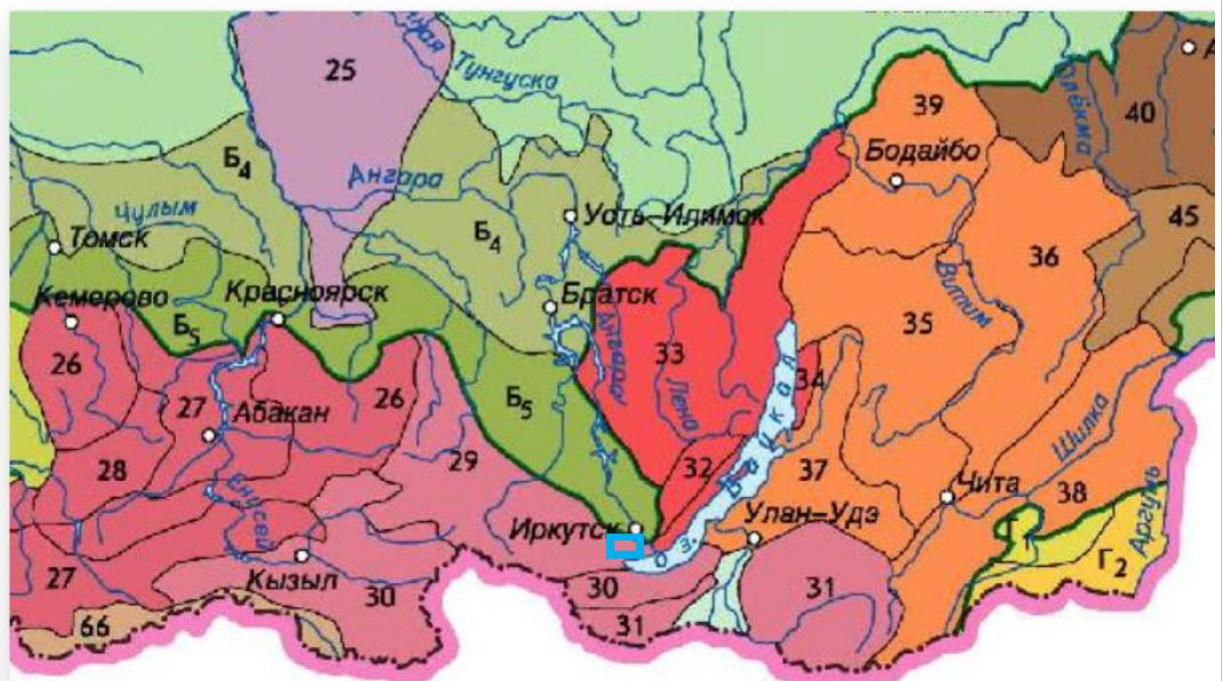 25
Тунгуска
39
40
Бодайбо
Олёкма
Б4
Ангара
Чулым
Томск
Б4
Усть-Илимск
45
36
Кемерово
Красноярск
Братск
Витим
Б5
Ангара
35
26
33
34
27
Абакан
26
Лена
Б5
28
29
32
Байкал
37
Чита
Шилка
38
Аргунь
Енисей
Иркутск
оз.
Улан-Удэ
Г
Г2
27
Кызыл
30
30
31
31
66